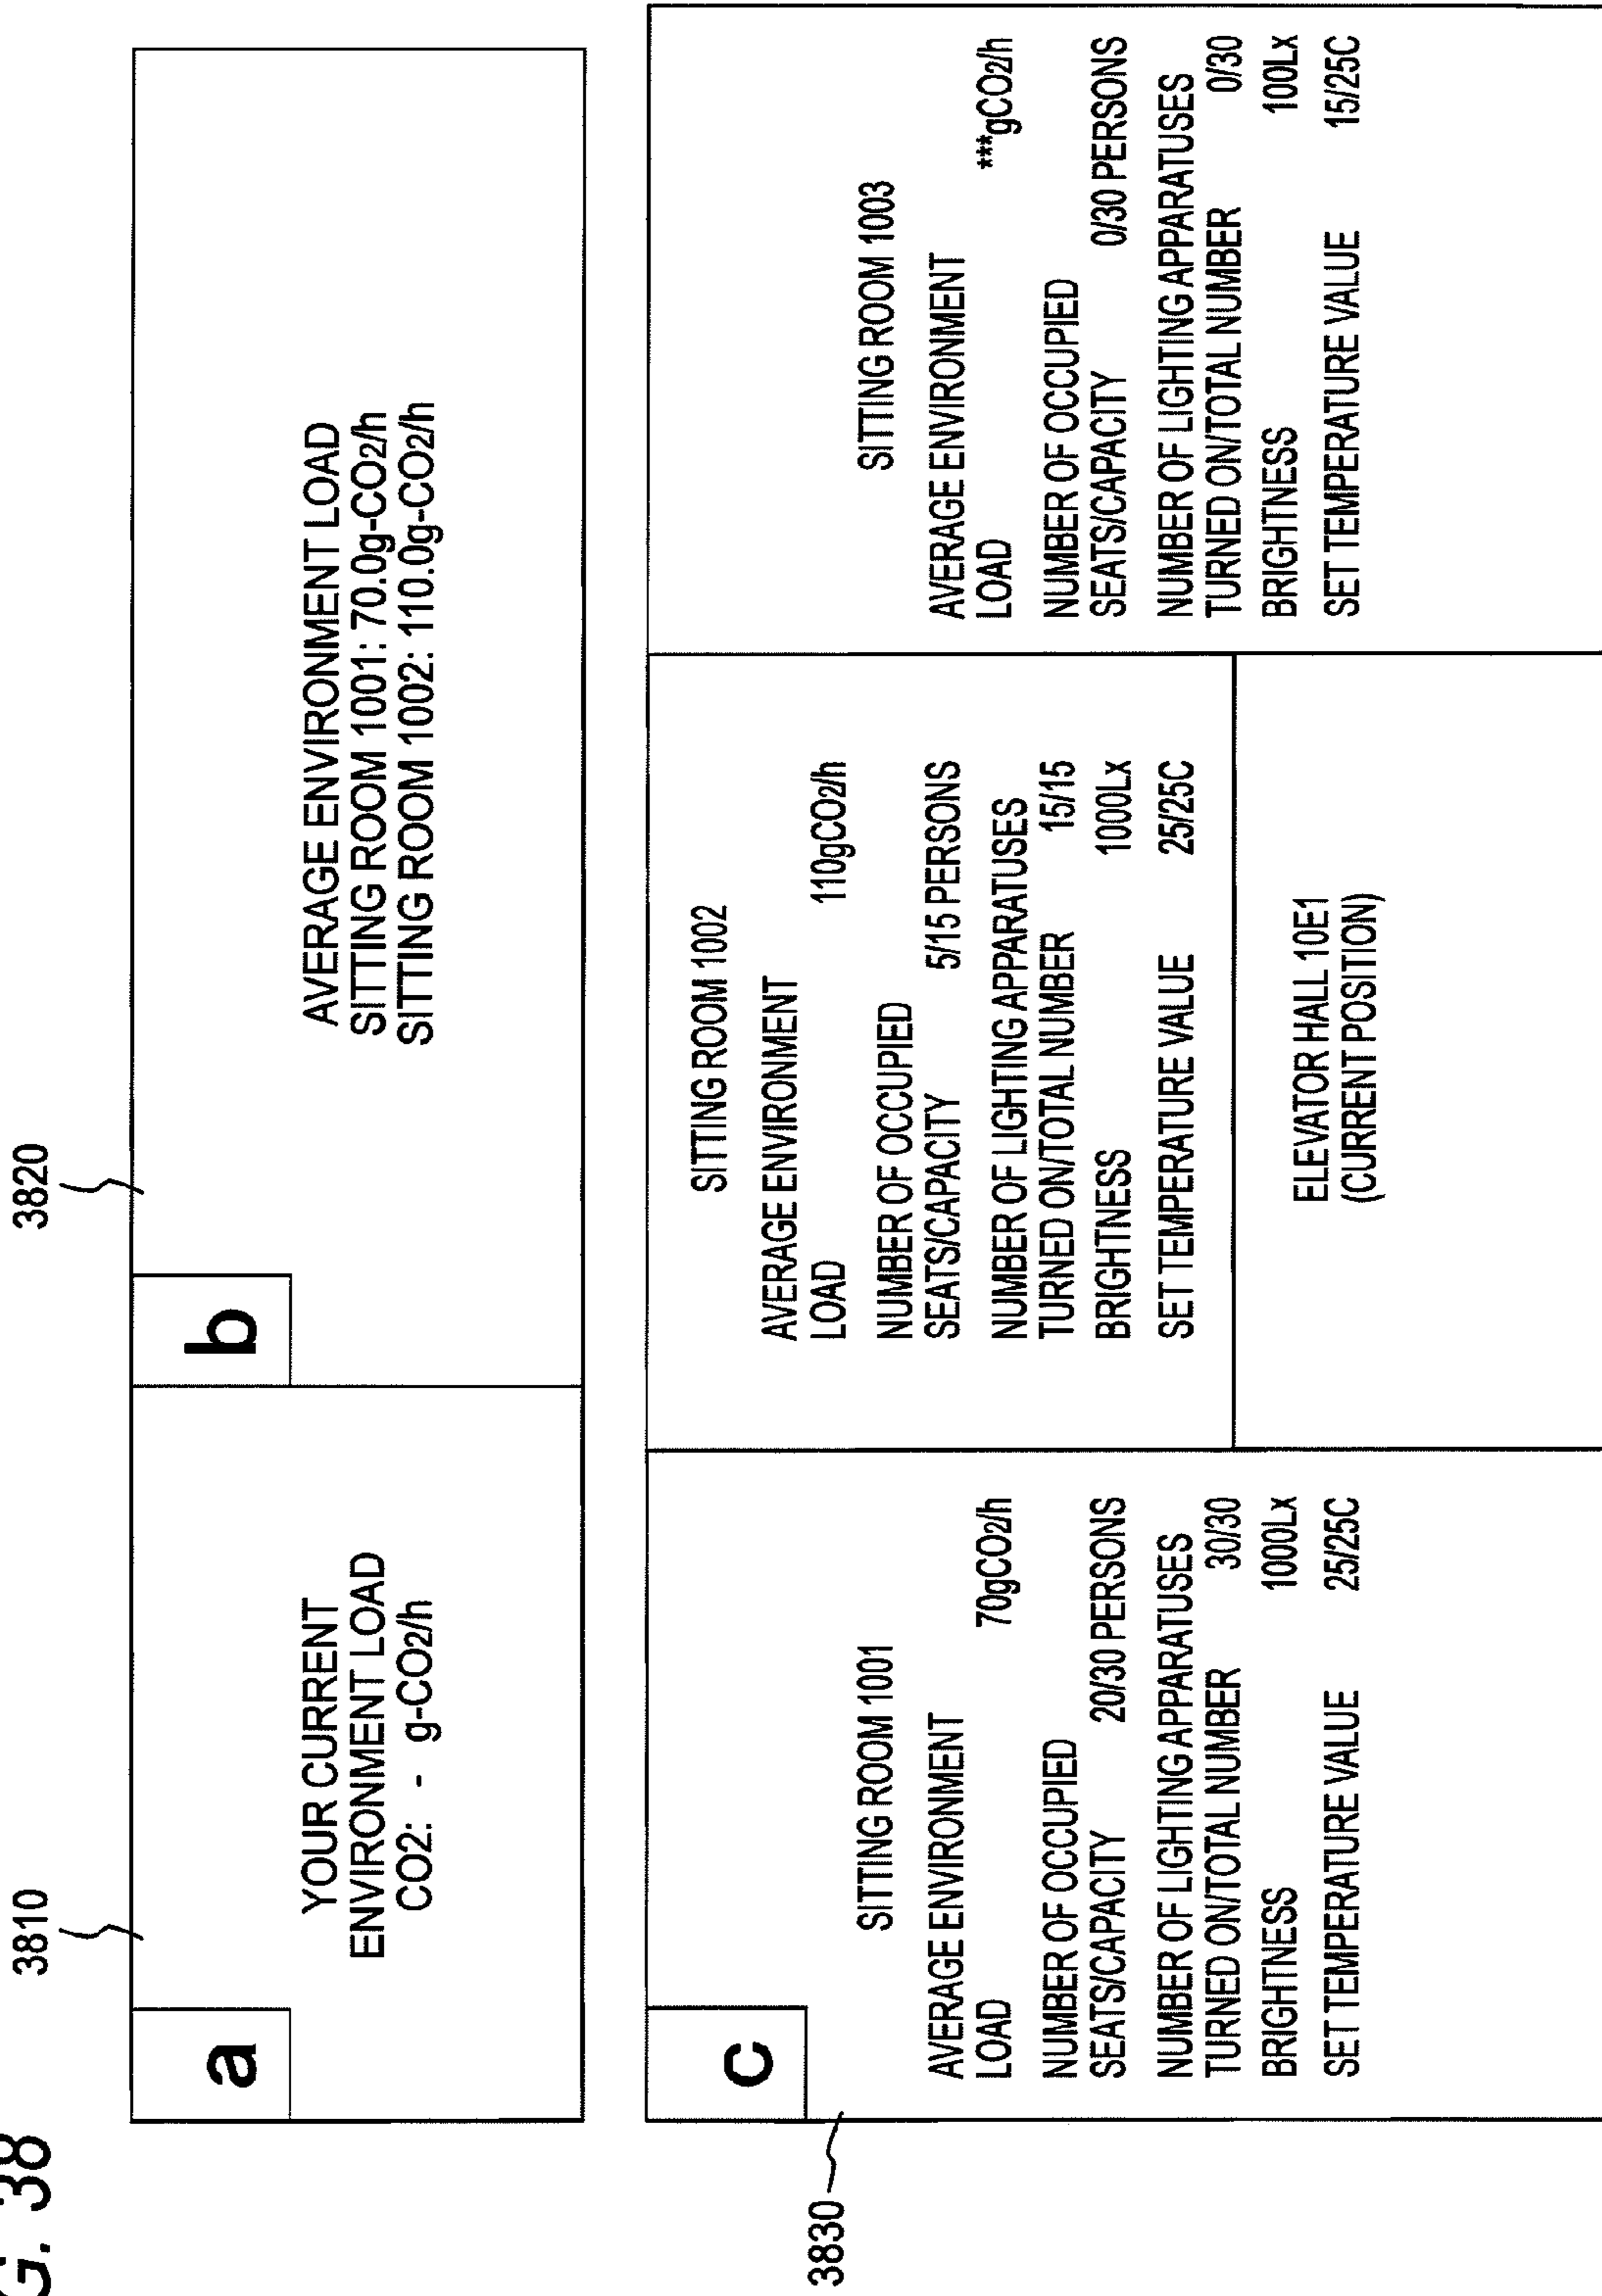 G. 38
3810
3820
a
YOUR CURRENT
ENVIRONMENT LOAD
CO2: - g-CO2/h
b
AVERAGE ENVIRONMENT LOAD
SITTING ROOM 1001: 70.0g-CO2/h
SITTING ROOM 1002: 110.0g-CO2/h
3830
c
SITTING ROOM 1001
AVERAGE ENVIRONMENT
LOAD 70gCO2/h
NUMBER OF OCCUPIED
SEATS/CAPACITY 20/30 PERSONS
NUMBER OF LIGHTING APPARATUSES
TURNED ON/TOTAL NUMBER 30/30
BRIGHTNESS 1000Lx
SET TEMPERATURE VALUE 25/25C
SITTING ROOM 1002
AVERAGE ENVIRONMENT
LOAD 110gCO2/h
NUMBER OF OCCUPIED
SEATS/CAPACITY 5/15 PERSONS
NUMBER OF LIGHTING APPARATUSES
TURNED ON/TOTAL NUMBER 15/15
BRIGHTNESS 1000Lx
SET TEMPERATURE VALUE 25/25C
ELEVATOR HALL 10E1
(CURRENT POSITION)
SITTING ROOM 1003
AVERAGE ENVIRONMENT
LOAD ***gCO2/h
NUMBER OF OCCUPIED
SEATS/CAPACITY 0/30 PERSONS
NUMBER OF LIGHTING APPARATUSES
TURNED ON/TOTAL NUMBER 0/30
BRIGHTNESS 100Lx
SET TEMPERATURE VALUE 15/25C